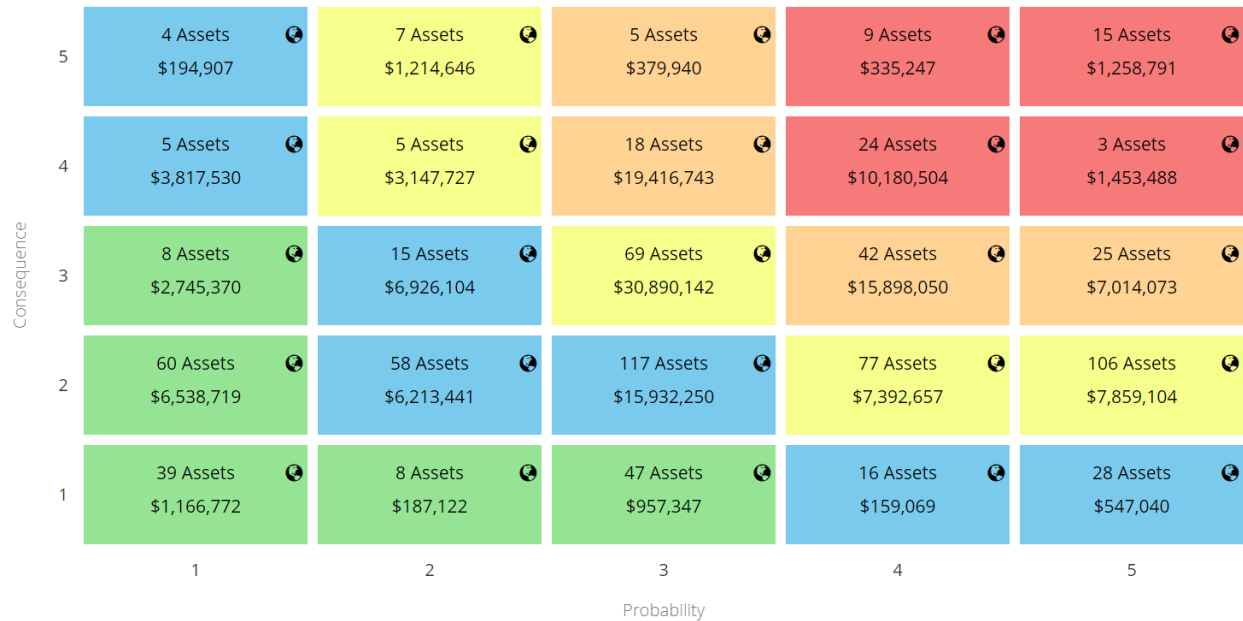 4 Assets
$194,907
7 Assets
$1,214,646
5 Assets
$379,940
9 Assets
$335,247
15 Assets
$1,258,791
5
5 Assets
$3,817,530
5 Assets
$3,147,727
18 Assets
$19,416,743
24 Assets
$10,180,504
3 Assets
$1,453,488
4
8 Assets
$2,745,370
15 Assets
$6,926,104
69 Assets
$30,890,142
42 Assets
$15,898,050
25 Assets
$7,014,073
3
Consequence
60 Assets
$6,538,719
58 Assets
$6,213,441
117 Assets
$15,932,250
77 Assets
$7,392,657
106 Assets
$7,859,104
2
39 Assets
$1,166,772
8 Assets
$187,122
47 Assets
$957,347
16 Assets
$159,069
28 Assets
$547,040
1
1
2
3
4
5
Probability